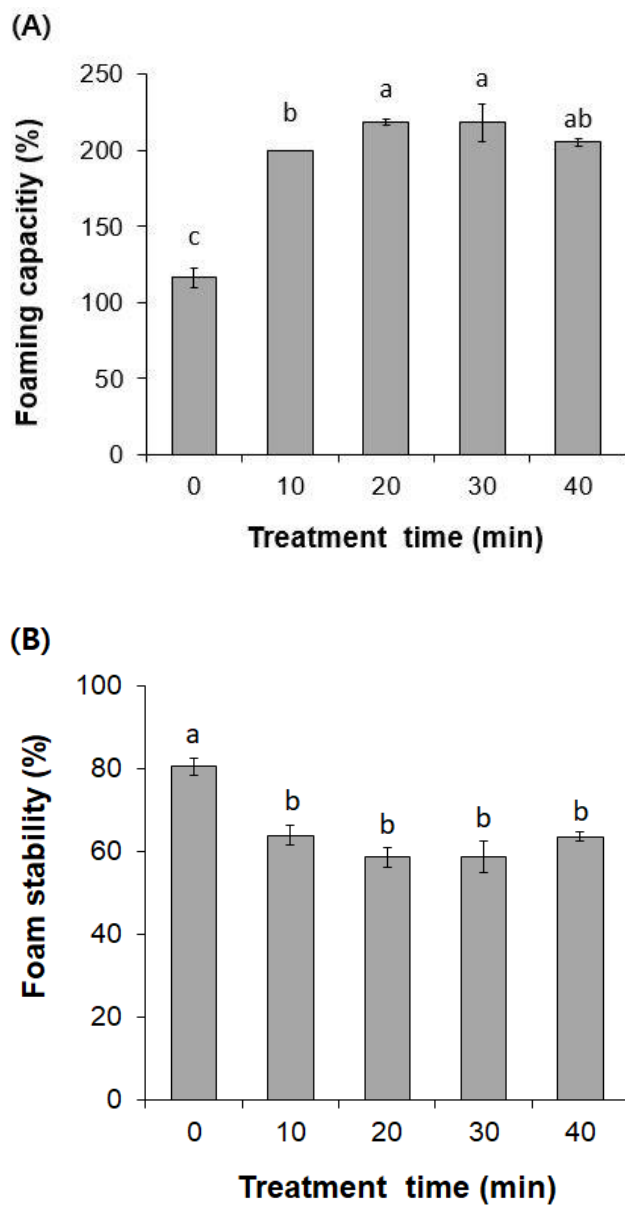 (A)
Foaming capacitiy (%)
250
200
150
100
50
0
c
b
a
a
ab
0 10 20 30 40
Treatment time (min)
(B)
Foam stability (%)
100
80
60
40
20
0
a
b
b
b
b
0 10 20 30 40
Treatment time (min)